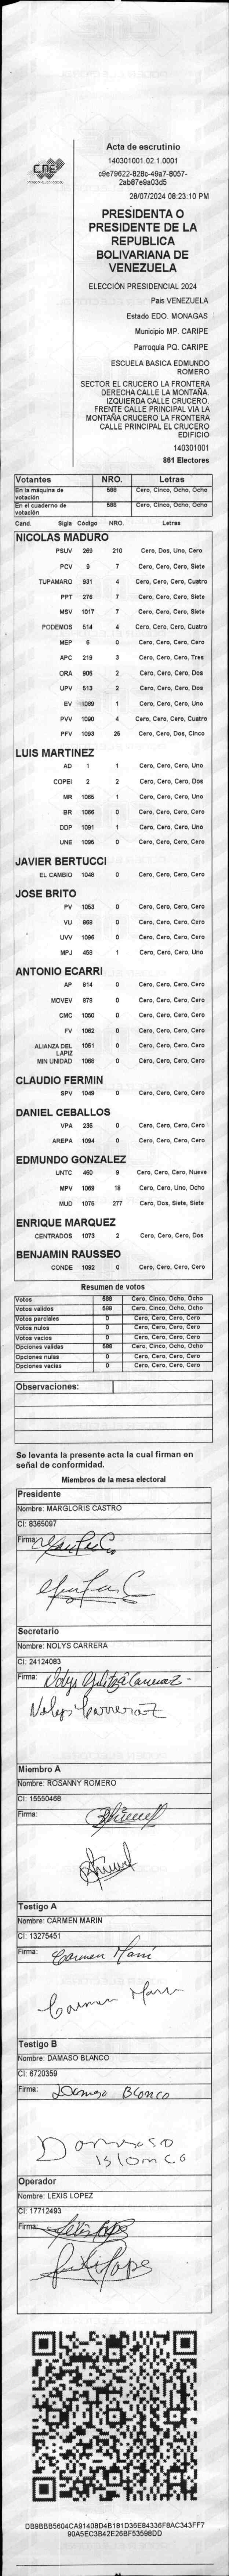 CNE
Acta de escrutinio
140301001.02.1.0001
c9e79622-828c-49a7-8057-
2ab87e9a03d5
28/07/2024 08:23:10 PM
PRESIDENTA O
PRESIDENTE DE LA
REPUBLICA
BOLIVARIANA DE
VENEZUELA
ELECCIÓN PRESIDENCIAL 2024
Pais VENEZUELA
Estado EDO. MONAGAS
Municipio MP. CARIPE
Parroquia PQ. CARIPE
ESCUELA BASICA EDMUNDO
ROMERO
SECTOR EL CRUCERO LA FRONTERA
DERECHA CALLE LA MONTAÑA.
IZQUIERDA CALLE CRUCERO.
FRENTE CALLE PRINCIPAL VIA LA
MONTAÑA CRUCERO LA FRONTERA
CALLE PRINCIPAL EL CRUCERO
EDIFICIO
140301001
861 Electores
Votantes NRO. Letras
En la máquina de votación 588 Cero, Cinco, Ocho, Ocho
En el cuaderno de votación 588 Cero, Cinco, Ocho, Ocho
Cand. Sigla Código NRO. Letras
NICOLAS MADURO
PSUV 269 210 Cero, Dos, Uno, Cero
PCV 9 7 Cero, Cero, Cero, Siete
TUPAMARO 931 4 Cero, Cero, Cero, Cuatro
PPT 276 7 Cero, Cero, Cero, Siete
MSV 1017 7 Cero, Cero, Cero, Siete
PODEMOS 514 4 Cero, Cero, Cero, Cuatro
MEP 6 0 Cero, Cero, Cero, Cero
APC 219 3 Cero, Cero, Cero, Tres
ORA 906 2 Cero, Cero, Cero, Dos
UPV 513 2 Cero, Cero, Cero, Dos
EV 1089 1 Cero, Cero, Cero, Uno
PVV 1090 4 Cero, Cero, Cero, Cuatro
PFV 1093 25 Cero, Cero, Dos, Cinco
LUIS MARTINEZ
AD 1 1 Cero, Cero, Cero, Uno
COPEI 2 2 Cero, Cero, Cero, Dos
MR 1065 1 Cero, Cero, Cero, Uno
BR 1066 0 Cero, Cero, Cero, Cero
DDP 1091 1 Cero, Cero, Cero, Uno
UNE 1095 0 Cero, Cero, Cero, Cero
JAVIER BERTUCCI
EL CAMBIO 1048 0 Cero, Cero, Cero, Cero
JOSE BRITO
PV 1053 0 Cero, Cero, Cero, Cero
VU 868 0 Cero, Cero, Cero, Cero
UVV 1096 0 Cero, Cero, Cero, Cero
MPJ 458 1 Cero, Cero, Cero, Uno
ANTONIO ECARRI
AP 814 0 Cero, Cero, Cero, Cero
MOVEV 979 0 Cero, Cero, Cero, Cero
CMC 1050 0 Cero, Cero, Cero, Cero
FV 1062 0 Cero, Cero, Cero, Cero
ALIANZA DEL LAPIZ 1051 0 Cero, Cero, Cero, Cero
MIN UNIDAD 1068 0 Cero, Cero, Cero, Cero
CLAUDIO FERMIN
SPV 1049 0 Cero, Cero, Cero, Cero
DANIEL CEBALLOS
VPA 236 0 Cero, Cero, Cero, Cero
AREPA 1094 0 Cero, Cero, Cero, Cero
EDMUNDO GONZALEZ
UNTC 460 9 Cero, Cero, Cero, Nueve
MPV 1069 18 Cero, Cero, Uno, Ocho
MUD 1075 277 Cero, Dos, Siete, Siete
ENRIQUE MARQUEZ
CENTRADOS 1073 2 Cero, Cero, Cero, Dos
BENJAMIN RAUSSEO
CONDE 1092 0 Cero, Cero, Cero, Cero
Resumen de votos
Votos 588 Cero, Cinco, Ocho, Ocho
Votos validos 588 Cero, Cinco, Ocho, Ocho
Votos parciales 0 Cero, Cero, Cero, Cero
Votos nulos 0 Cero, Cero, Cero, Cero
Votos vacios 0 Cero, Cero, Cero, Cero
Opciones validas 588 Cero, Cinco, Ocho, Ocho
Opciones nulas 0 Cero, Cero, Cero, Cero
Opciones vacias 0 Cero, Cero, Cero, Cero
Observaciones:
Se levanta la presente acta la cual firman en
señal de conformidad.
Miembros de la mesa electoral
Presidente
Nombre: MARGLORIS CASTRO
CI: 8365097
Firma:
Secretario
Nombre: NOLYS CARRERA
CI: 24124083
Firma: Nolys
Nolys Carrera
Miembro A
Nombre: ROSANNY ROMERO
CI: 15550468
Firma:
Testigo A
Nombre: CARMEN MARIN
CI: 13275451
Firma: Carmen Marin
Carmen Marin
Testigo B
Nombre: DAMASO BLANCO
CI: 6720359
Firma: Damaso Blanco
Damaso
Blanco
Operador
Nombre: LEXIS LOPEZ
CI: 17712493
Firma:
DB9BBB5604CA91408D4B181D36E84336F8AC343FF7
90A5EC3B42E26BF53598DD